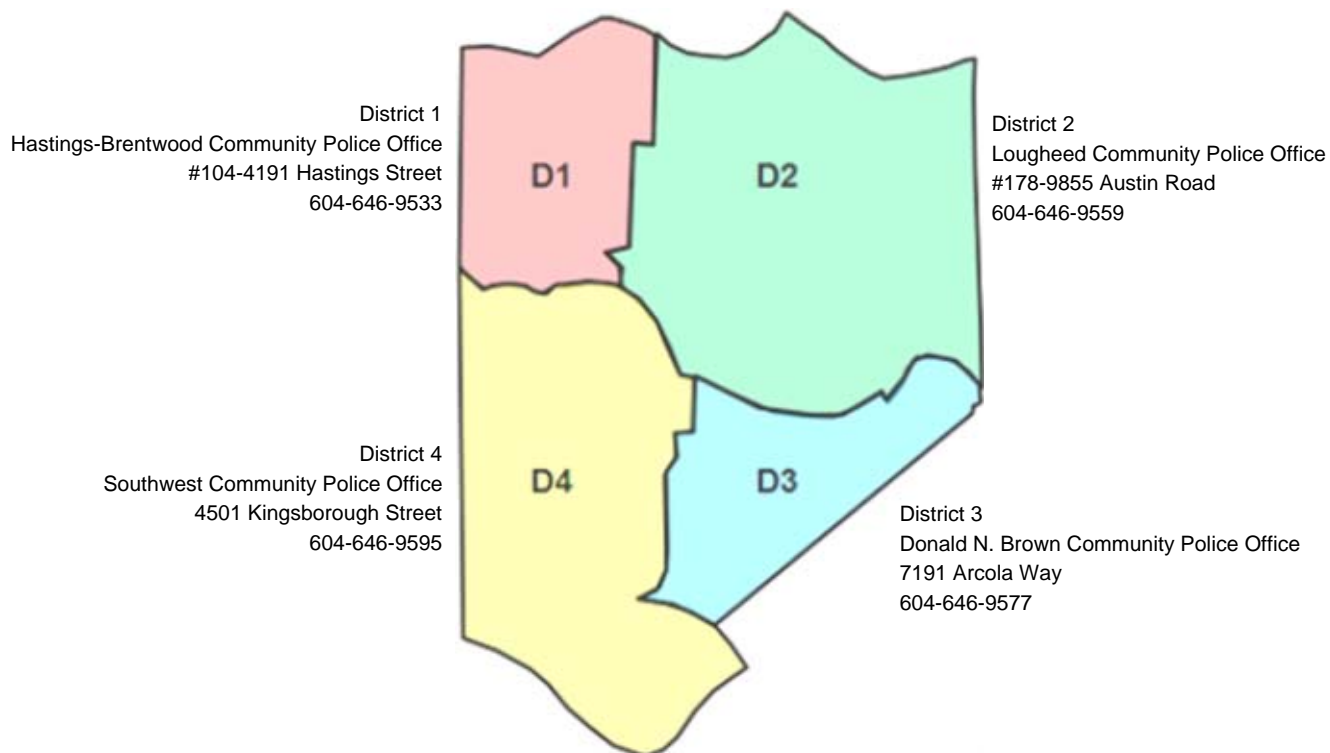 District 1
Hastings-Brentwood Community Police Office
#104-4191 Hastings Street
604-646-9533
D1
D2
District 2
Lougheed Community Police Office
#178-9855 Austin Road
604-646-9559
District 4
Southwest Community Police Office
4501 Kingsborough Street
604-646-9595
D4
D3
District 3
Donald N. Brown Community Police Office
7191 Arcola Way
604-646-9577